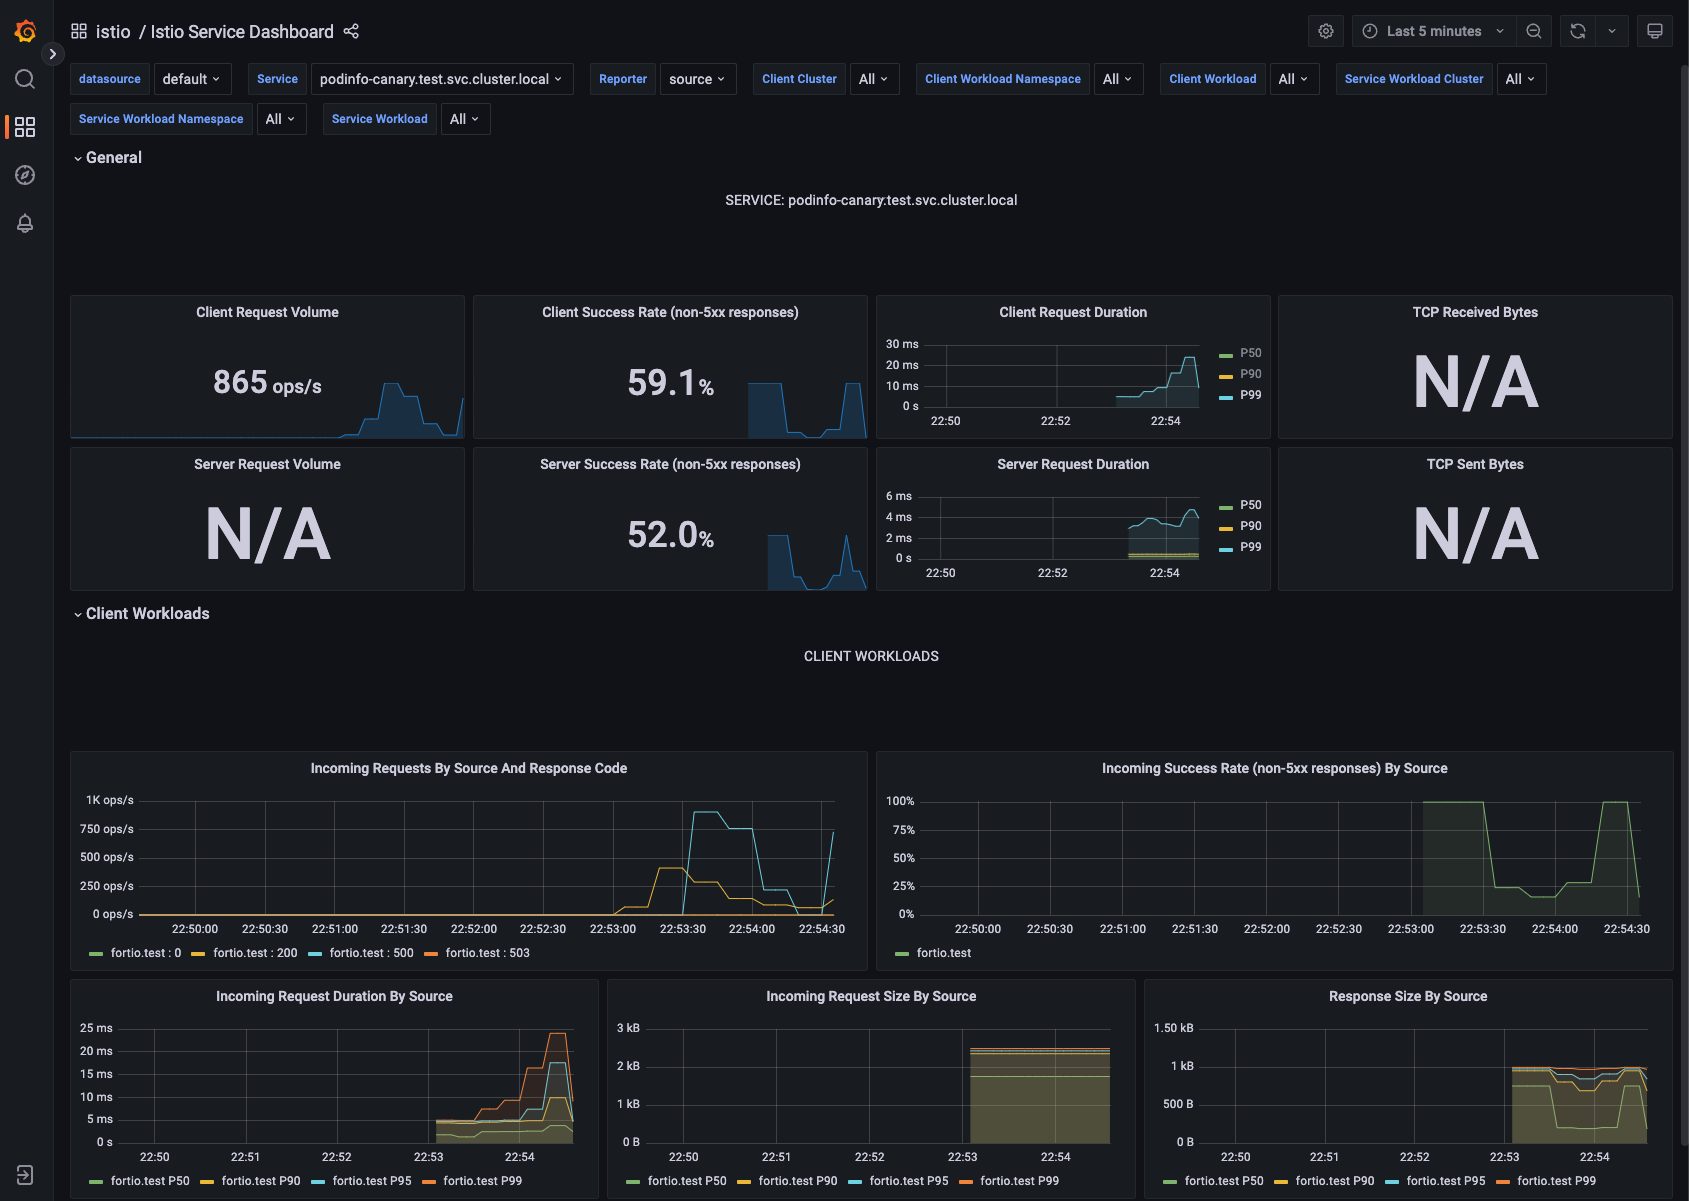 istio / Istio Service Dashboard
Last 5 minutes
datasource default Service podinfo-canary.test.svc.cluster.local Reporter source Client Cluster All Client Workload Namespace All Client Workload All Service Workload Cluster All
Service Workload Namespace All Service Workload All
General
SERVICE: podinfo-canary.test.svc.cluster.local
Client Request Volume
865 ops/s
Client Success Rate (non-5xx responses)
59.1%
Client Request Duration
30 ms
20 ms
10 ms
0 s
22:50 22:52 22:54
P50
P90
P99
TCP Received Bytes
N/A
Server Request Volume
N/A
Server Success Rate (non-5xx responses)
52.0%
Server Request Duration
6 ms
4 ms
2 ms
0 s
22:50 22:52 22:54
P50
P90
P99
TCP Sent Bytes
N/A
Client Workloads
CLIENT WORKLOADS
Incoming Requests By Source And Response Code
1K ops/s
750 ops/s
500 ops/s
250 ops/s
0 ops/s
22:50:00 22:50:30 22:51:00 22:51:30 22:52:00 22:52:30 22:53:00 22:53:30 22:54:00 22:54:30
fortio.test : 0 fortio.test : 200 fortio.test : 500 fortio.test : 503
Incoming Success Rate (non-5xx responses) By Source
100%
75%
50%
25%
0%
22:50:00 22:50:30 22:51:00 22:51:30 22:52:00 22:52:30 22:53:00 22:53:30 22:54:00 22:54:30
fortio.test
Incoming Request Duration By Source
25 ms
20 ms
15 ms
10 ms
5 ms
0 s
22:50 22:51 22:52 22:53 22:54
fortio.test P50 fortio.test P90 fortio.test P95 fortio.test P99
Incoming Request Size By Source
3 kB
2 kB
1 kB
0 B
22:50 22:51 22:52 22:53 22:54
fortio.test P50 fortio.test P90 fortio.test P95 fortio.test P99
Response Size By Source
1.50 kB
1 kB
500 B
0 B
22:50 22:51 22:52 22:53 22:54
fortio.test P50 fortio.test P90 fortio.test P95 fortio.test P99